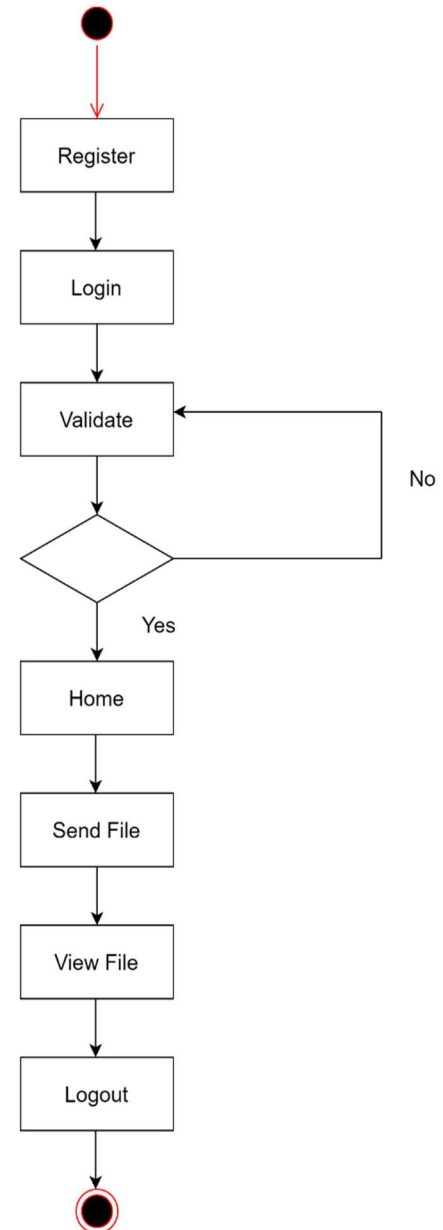 Register
Login
Validate
No
Yes
Home
Send File
View File
Logout